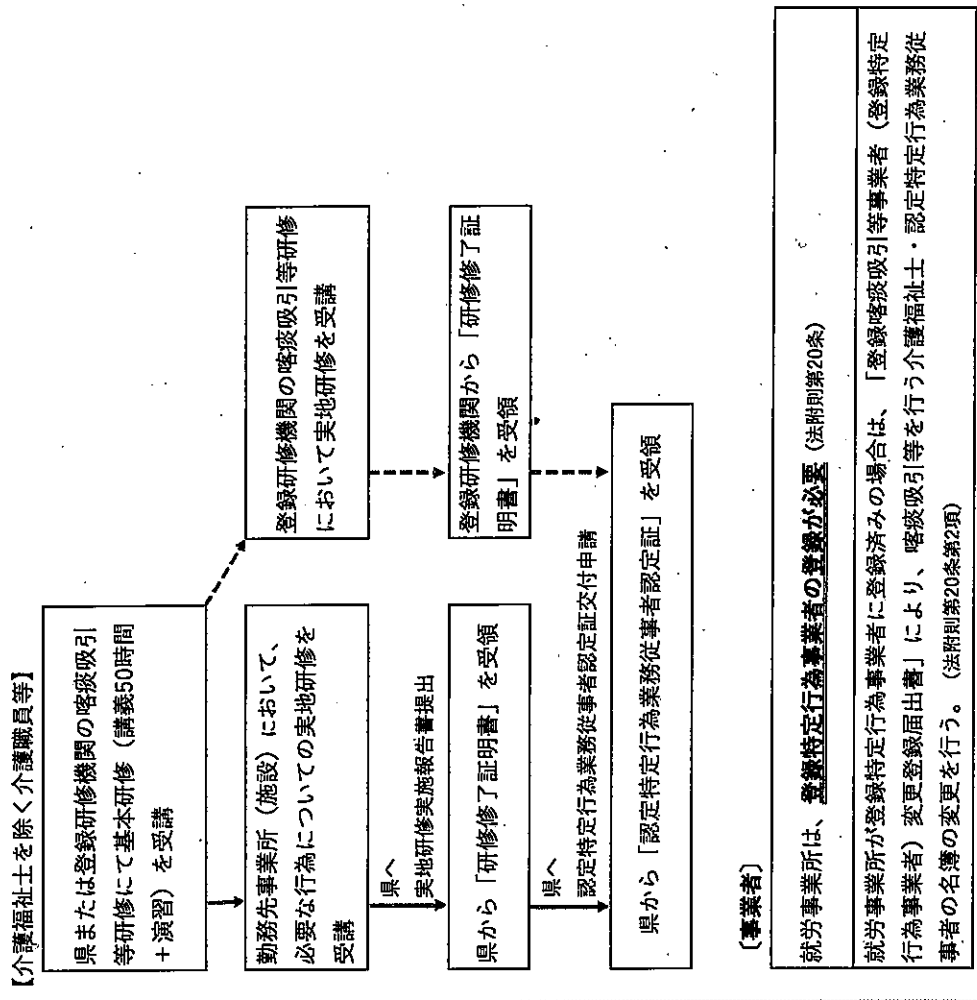 【介護福祉士を除く介護職員等】
県または登録研修機関の喀痰吸引
等研修にて基本研修(講義50時間
+演習)を受講
勤務先事業所(施設)において、
必要な行為についての実地研修を
受講
県へ
実地研修実施報告書提出
県から「研修修了証明書」を受領
県へ
認定特定行為業務従事者認定証交付申請
登録研修機関の喀痰吸引等研修
において実地研修を受講
登録研修機関から「研修修了証
明書」を受領
県から「認定特定行為業務従事者認定証」を受領
〔事業者〕
就労事業所は、登録特定行為事業者の登録が必要(法附則第20条)
就労事業所が登録特定行為事業者に登録済みの場合は、「登録喀痰吸引等事業者(登録特定
行為事業者)変更登録届出書」により、喀痰吸引等を行う介護福祉士・認定特定行為業務従
事者の名簿の変更を行う。(法附則第20条第2項)